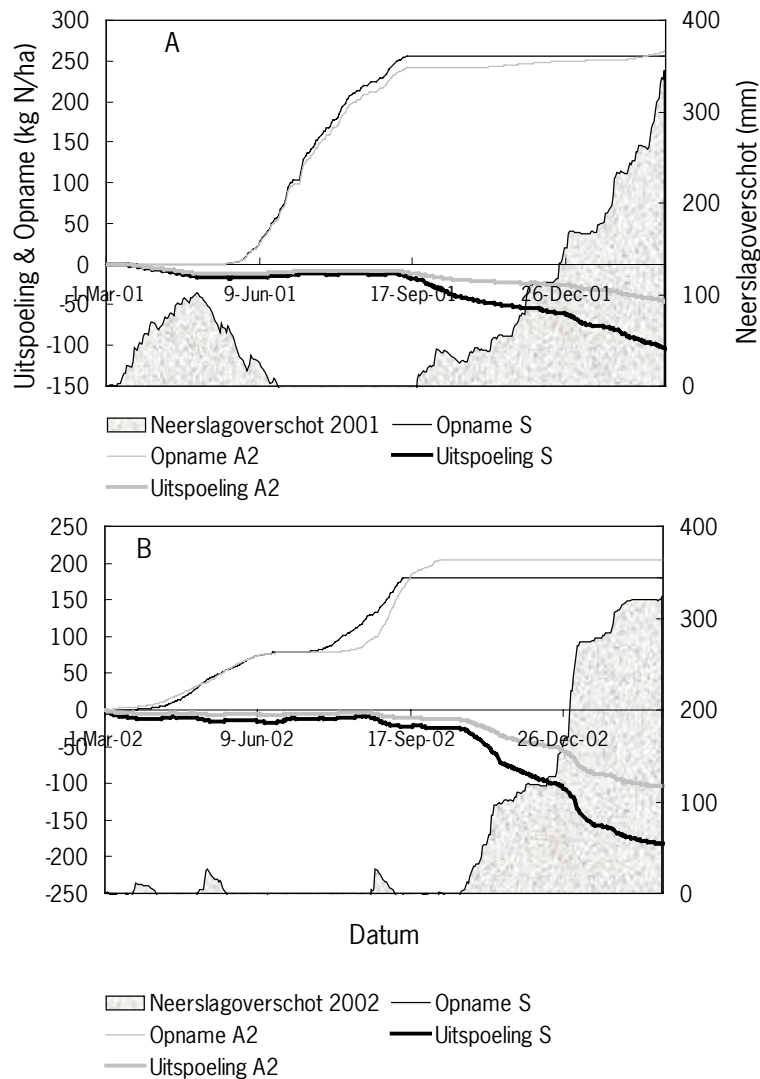 A
Uitspoeling & Opname (kg N/ha)
300
250
200
150
100
50
0
-50
-100
-150
400
300
200
100
0
Neerslagoverschot (mm)
1-Mar-01
9-Jun-01
17-Sep-01
26-Dec-01
Neerslagoverschot 2001
Opname S
Opname A2
Uitspoeling S
Uitspoeling A2
B
250
200
150
100
50
0
-50
-100
-150
-200
-250
400
300
200
100
0
1-Mar-02
9-Jun-02
17-Sep-02
26-Dec-02
Datum
Neerslagoverschot 2002
Opname S
Opname A2
Uitspoeling S
Uitspoeling A2